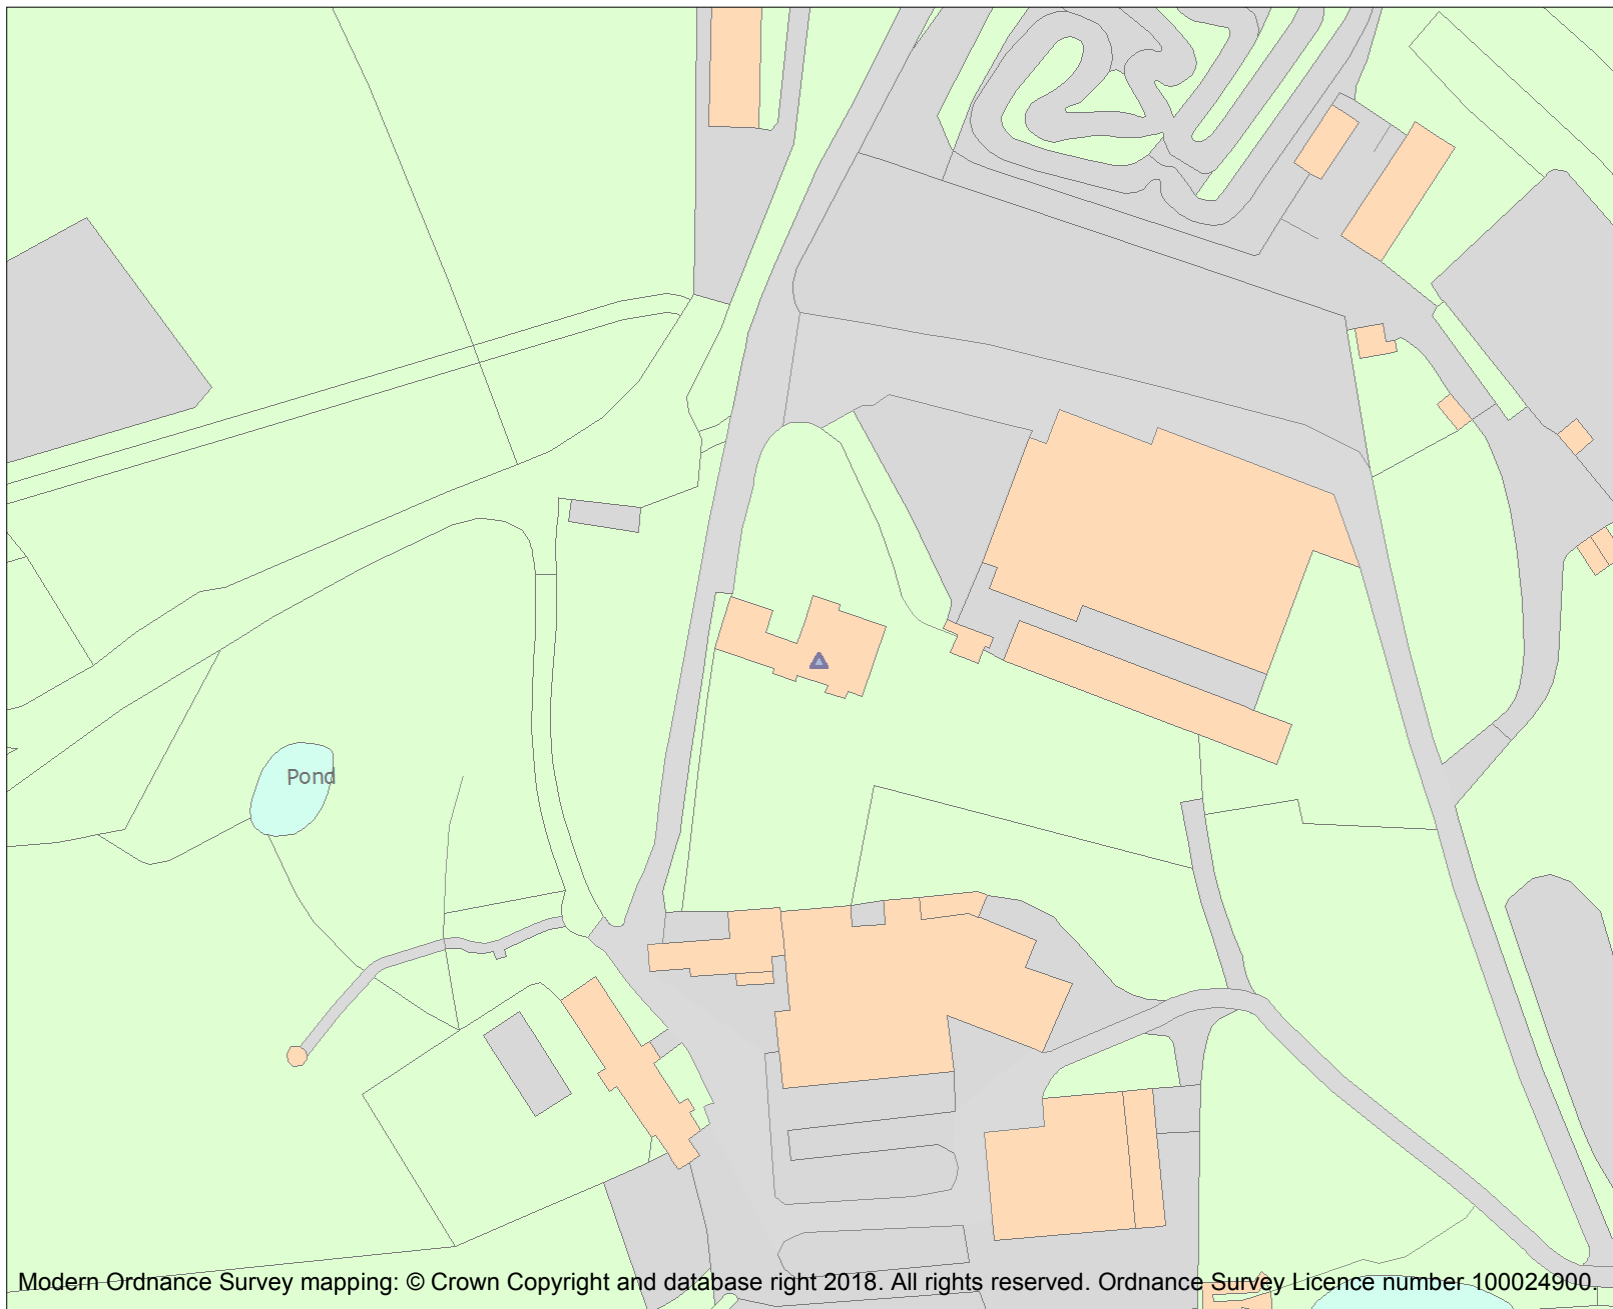 Pond
Modern Ordnance Survey mapping: © Crown Copyright and database right 2018. All rights reserved. Ordnance Survey Licence number 100024900.